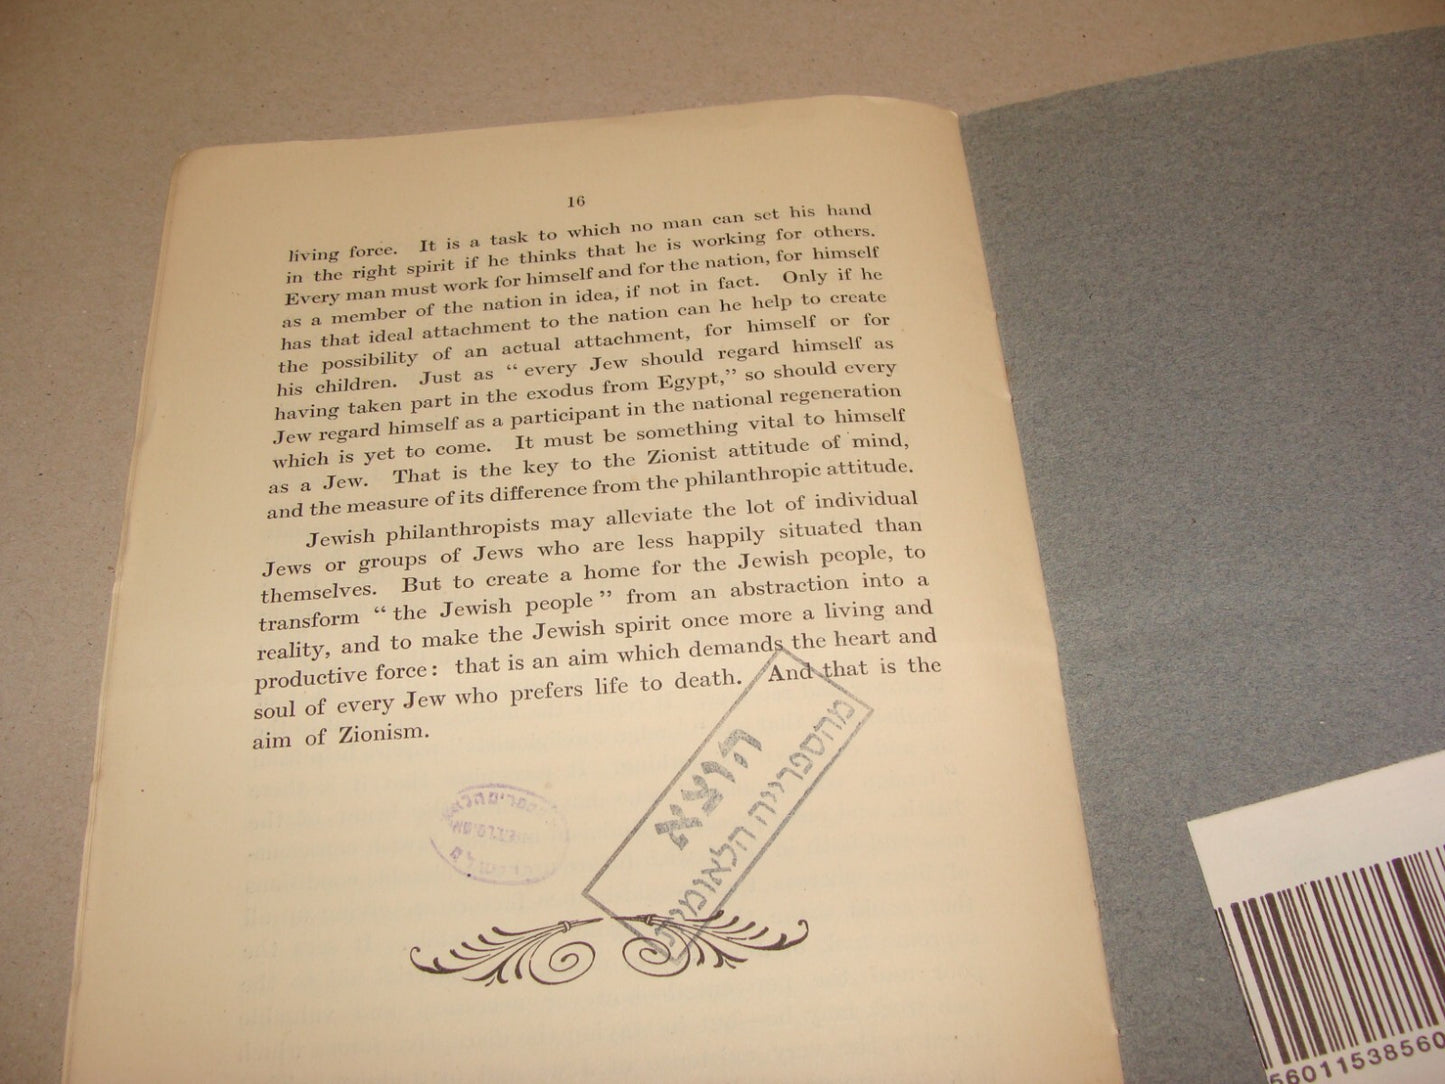 16
living force. It is a task to which no man can set his hand
in the right spirit if he thinks that he is working for others.
Every man must work for himself and for the nation, for himself
as a member of the nation in idea, if not in fact. Only if he
has that ideal attachment to the nation can he help to create
the possibility of an actual attachment, for himself or for
his children. Just as “every Jew should regard himself as
having taken part in the exodus from Egypt,” so should every
Jew regard himself as a participant in the national regeneration
which is yet to come. It must be something vital to himself
as a Jew. That is the key to the Zionist attitude of mind,
and the measure of its difference from the philanthropic attitude.
Jewish philanthropists may alleviate the lot of individual
Jews or groups of Jews who are less happily situated than
themselves. But to create a home for the Jewish people, to
transform “the Jewish people” from an abstraction into a
reality, and to make the Jewish spirit once more a living and
productive force: that is an aim which demands the heart and
soul of every Jew who prefers life to death. And that is the
aim of Zionism.
הוצא
מהספרייה הלאומית
56011538560